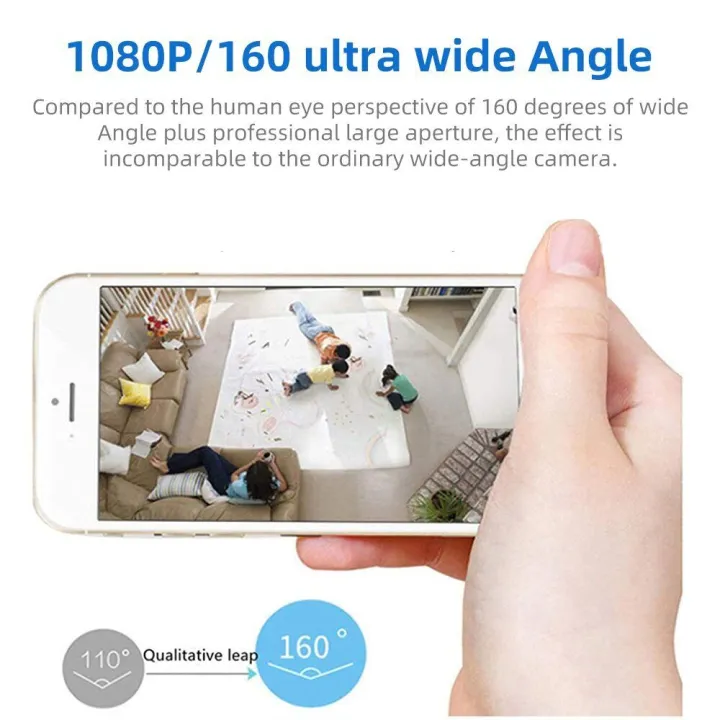 1080P/160 ultra wide Angle
Compared to the human eye perspective of 160 degrees of wide
Angle plus professional large aperture, the effect is
incomparable to the ordinary wide-angle camera.
110°
Qualitative leap
160°